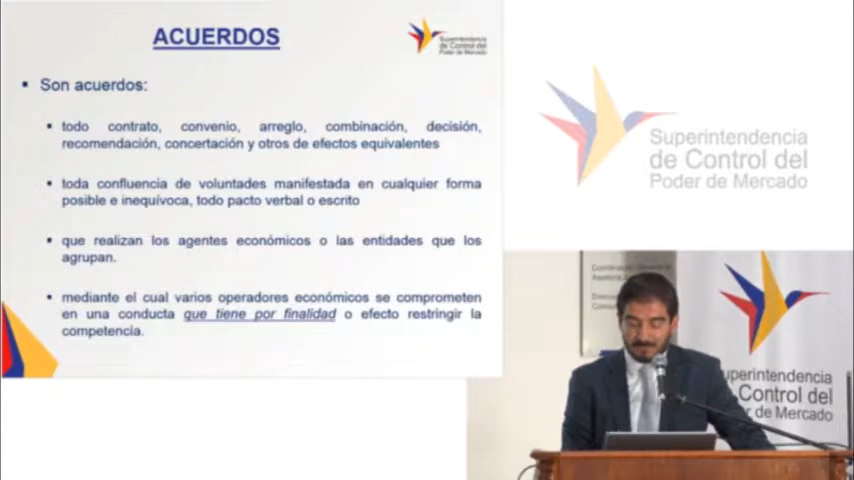 ACUERDOS
Superintendencia
de Control del
Poder de Mercado
Son acuerdos:
todo contrato, convenio, arreglo, combinación, decisión,
recomendación, concertación y otros de efectos equivalentes
toda confluencia de voluntades manifestada en cualquier forma
posible e inequívoca, todo pacto verbal o escrito
que realizan los agentes económicos o las entidades que los
agrupan.
mediante el cual varios operadores económicos se comprometen
en una conducta que tiene por finalidad o efecto restringir la
competencia.
Superintendencia
de Control del
Poder de Mercado
uperintendencia
Control del
r de Mercado